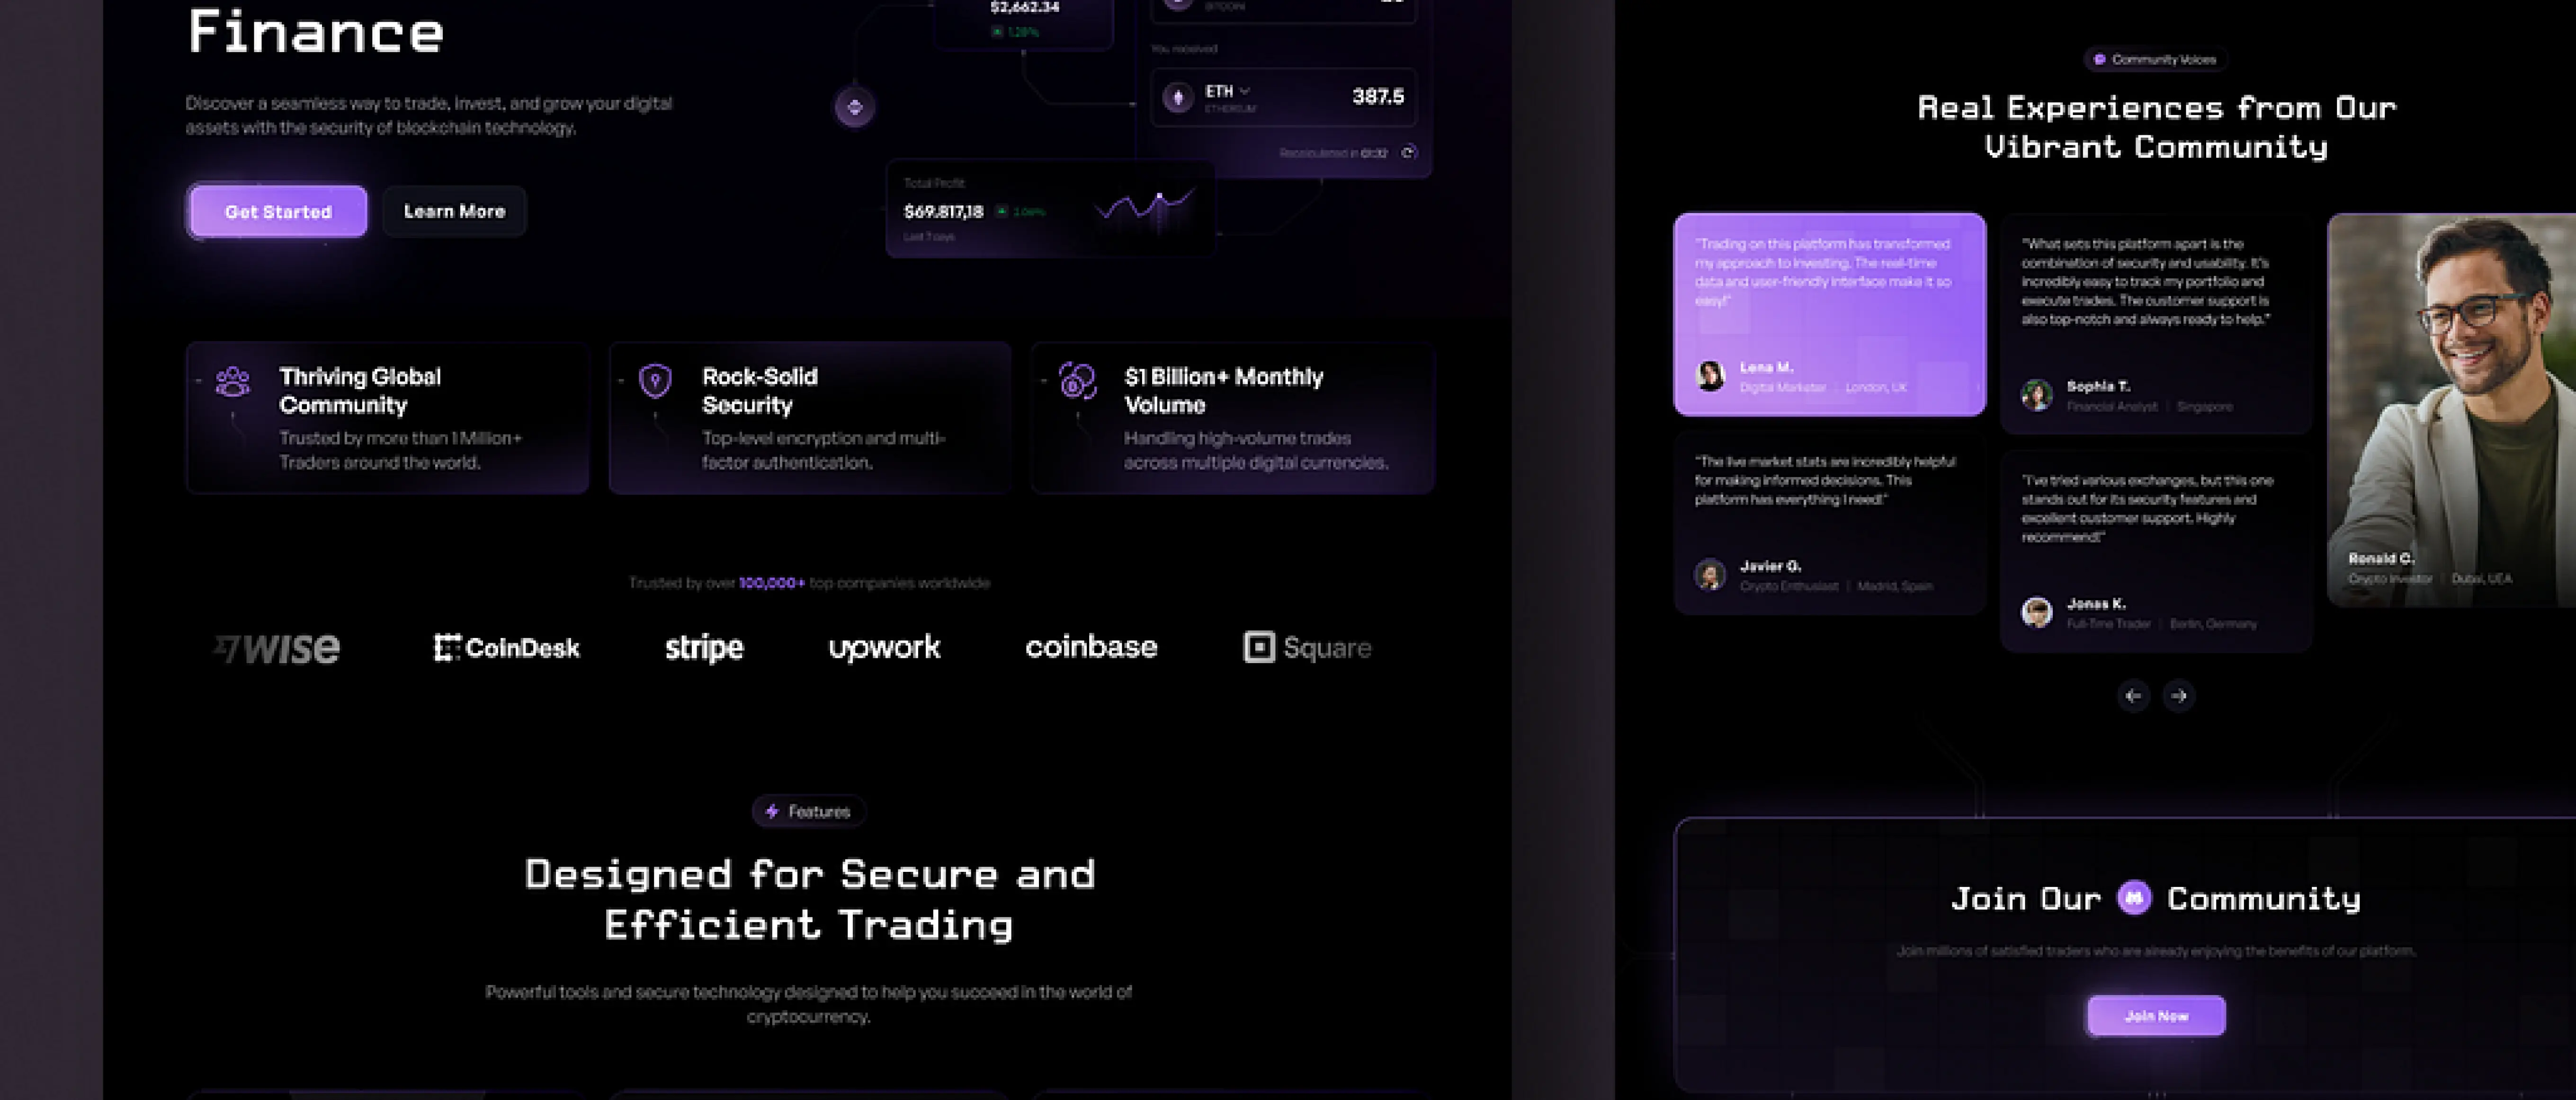 Finance
Discover a seamless way to trade, invest, and grow your digital
assets with the security of blockchain technology.
Get Started
Learn More
$2,662.34
1.28%
BITCOIN
You received
ETH
ETHEREUM
387.5
Recalculated in 01:32
Total Profit
$69.817,18
Last 7 days
Thriving Global
Community
Trusted by more than 1 Million+
Traders around the world.
Rock-Solid
Security
Top-level encryption and multi-
factor authentication.
$1 Billion+ Monthly
Volume
Handling high-volume trades
across multiple digital currencies.
Trusted by over 100,000+ top companies worldwide
WISE
CoinDesk
stripe
upwork
coinbase
Square
Features
Designed for Secure and
Efficient Trading
Powerful tools and secure technology designed to help you succeed in the world of
cryptocurrency.
Community Voices
Real Experiences from Our
Vibrant Community
"Trading on this platform has transformed
my approach to investing. The real-time
data and user-friendly interface make it so
easy!"
Lena M.
Digital Marketer | London, UK
"The live market stats are incredibly helpful
for making informed decisions. This
platform has everything I need!"
Javier G.
Crypto Enthusiast | Madrid, Spain
"What sets this platform apart is the
combination of security and usability. It's
incredibly easy to track my portfolio and
execute trades. The customer support is
also top-notch and always ready to help."
Sophia T.
Financial Analyst | Singapore
"I've tried various exchanges, but this one
stands out for its security features and
excellent customer support. Highly
recommend!"
Jonas K.
Full-Time Trader | Berlin, Germany
Ronald C.
Crypto Investor | Dubai, UEA
Join Our Community
Join millions of satisfied traders who are already enjoying the benefits of our platform.
Join Now